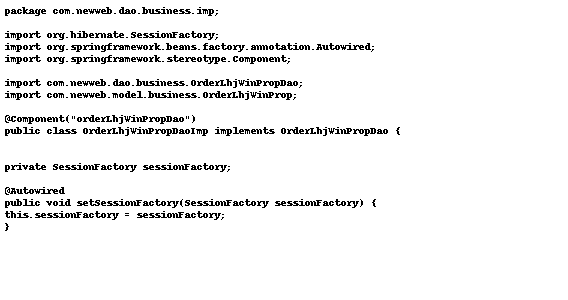 package com.newweb.dao.business.imp;
import org.hibernate.SessionFactory;
import org.springframework.beans.factory.annotation.Autowired;
import org.springframework.stereotype.Component;
import com.newweb.dao.business.OrderLhjWinPropDao;
import com.newweb.model.business.OrderLhjWinProp;
@Component("orderLhjWinPropDao")
public class OrderLhjWinPropDaoImp implements OrderLhjWinPropDao {
private SessionFactory sessionFactory;
@Autowired
public void setSessionFactory(SessionFactory sessionFactory) {
this.sessionFactory = sessionFactory;
}